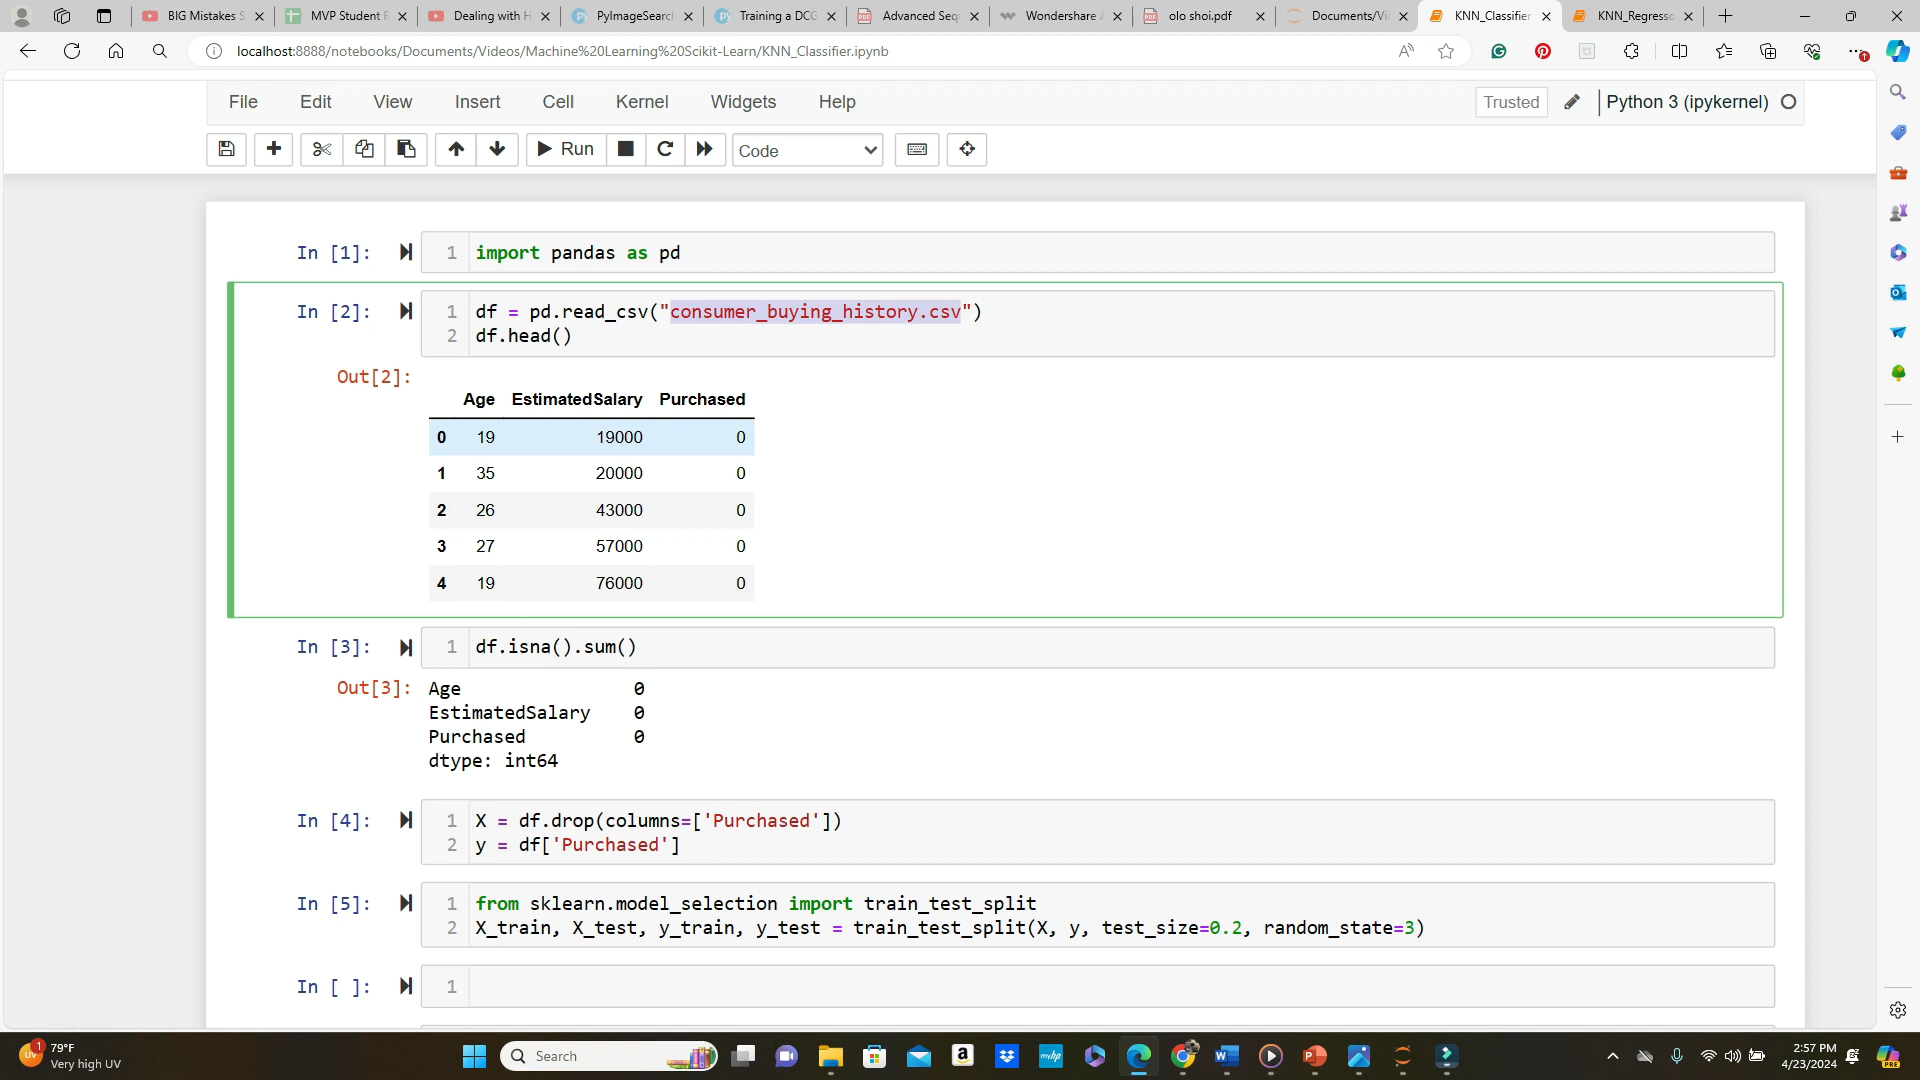 BIG Mistakes S
MVP Student F
Dealing with H
PyImageSearc
Training a DCG
Advanced Seq
Wondershare
olo shoi.pdf
Documents/Vi
KNN_Classifier
KNN_Regress
localhost:8888/notebooks/Documents/Videos/Machine%20Learning%20Scikit-Learn/KNN_Classifier.ipynb
File Edit View Insert Cell Kernel Widgets Help
Trusted Python 3 (ipykernel)
Run Code
In [1]: 1 import pandas as pd
In [2]: 1 df = pd.read_csv("consumer_buying_history.csv")
2 df.head()
Out[2]:
Age EstimatedSalary Purchased
0 19 19000 0
1 35 20000 0
2 26 43000 0
3 27 57000 0
4 19 76000 0
In [3]: 1 df.isna().sum()
Out[3]: Age 0
EstimatedSalary 0
Purchased 0
dtype: int64
In [4]: 1 X = df.drop(columns=['Purchased'])
2 y = df['Purchased']
In [5]: 1 from sklearn.model_selection import train_test_split
2 X_train, X_test, y_train, y_test = train_test_split(X, y, test_size=0.2, random_state=3)
In [ ]: 1
79°F
Very high UV
Search
2:57 PM
4/23/2024